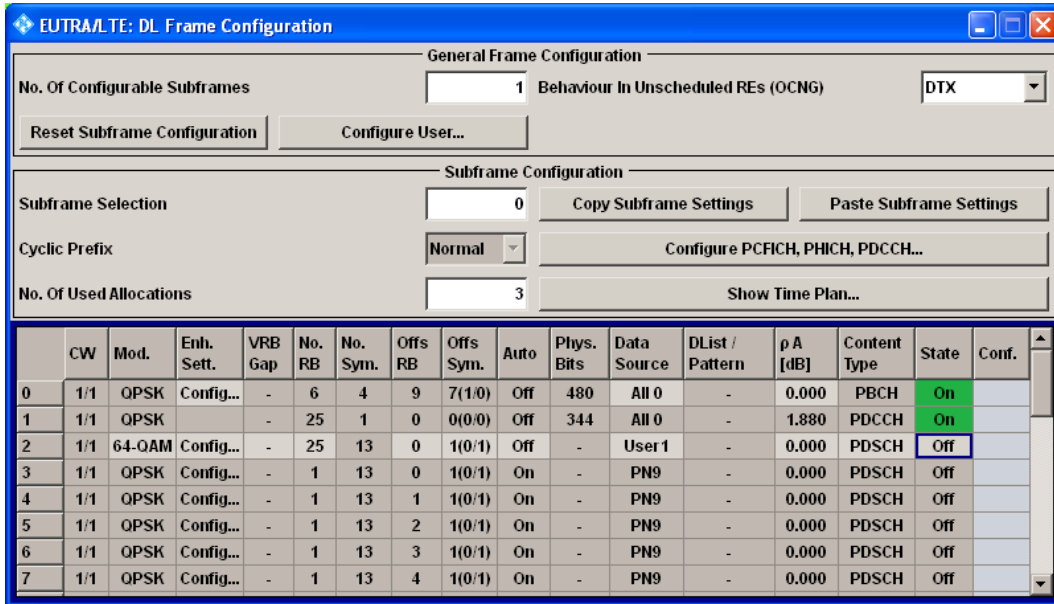 EUTRA/LTE: DL Frame Configuration
General Frame Configuration
No. Of Configurable Subframes 1 Behaviour In Unscheduled REs (OCNG) DTX
Reset Subframe Configuration Configure User...
Subframe Configuration
Subframe Selection 0 Copy Subframe Settings Paste Subframe Settings
Cyclic Prefix Normal Configure PCFICH, PHICH, PDCCH...
No. Of Used Allocations 3 Show Time Plan...
CW Mod. Enh. Sett. VRB Gap No. RB No. Sym. Offs RB Offs Sym. Auto Phys. Bits Data Source DList / Pattern ρ A [dB] Content Type State Conf.
0 1/1 QPSK Config... - 6 4 9 7(1/0) Off 480 All 0 - 0.000 PBCH On
1 1/1 QPSK - 25 1 0 0(0/0) Off 344 All 0 - 1.880 PDCCH On
2 1/1 64-QAM Config... - 25 13 0 1(0/1) Off - User1 - 0.000 PDSCH Off
3 1/1 QPSK Config... - 1 13 0 1(0/1) On - PN9 - 0.000 PDSCH Off
4 1/1 QPSK Config... - 1 13 1 1(0/1) On - PN9 - 0.000 PDSCH Off
5 1/1 QPSK Config... - 1 13 2 1(0/1) On - PN9 - 0.000 PDSCH Off
6 1/1 QPSK Config... - 1 13 3 1(0/1) On - PN9 - 0.000 PDSCH Off
7 1/1 QPSK Config... - 1 13 4 1(0/1) On - PN9 - 0.000 PDSCH Off